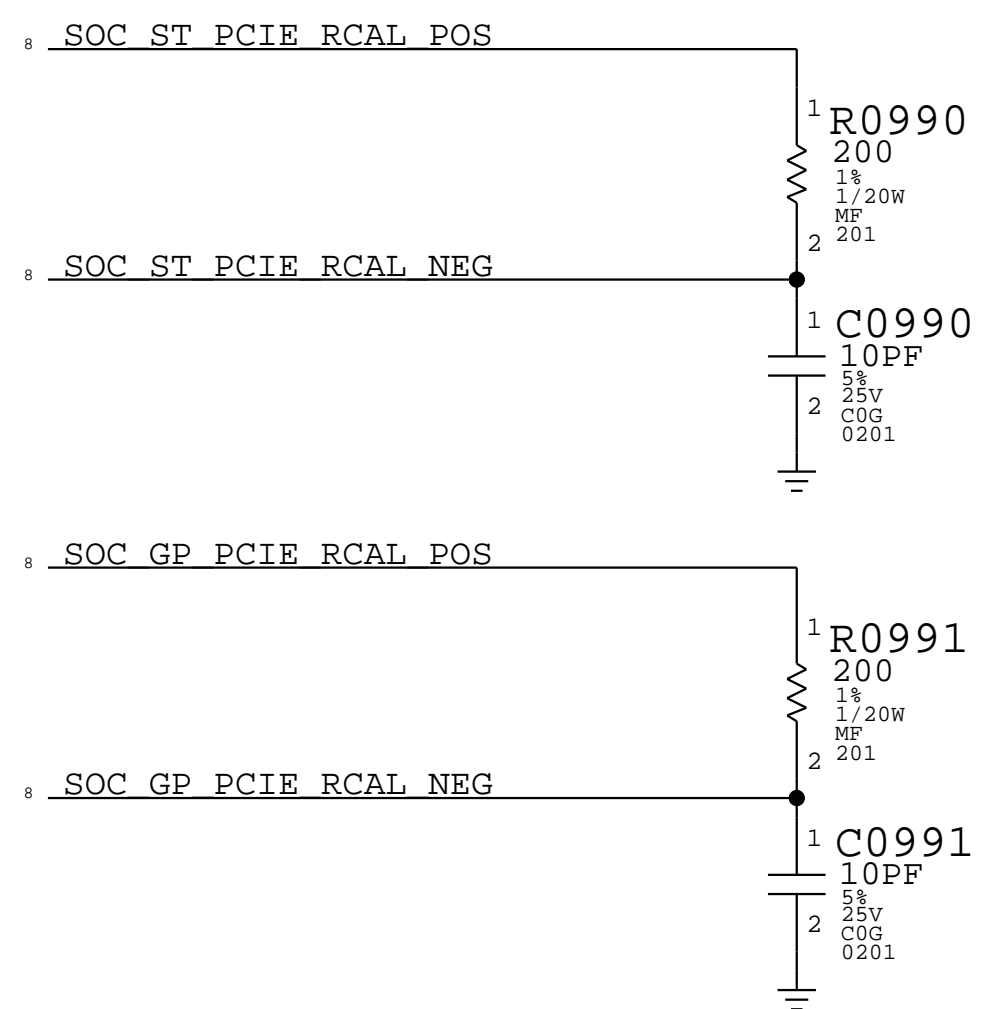 8 SOC_ST_PCIE_RCAL_POS
1 R0990
200
1%
1/20W
MF
2 201
8 SOC_ST_PCIE_RCAL_NEG
1 C0990
10PF
5%
25V
2 C0G
0201
8 SOC_GP_PCIE_RCAL_POS
1 R0991
200
1%
1/20W
MF
2 201
8 SOC_GP_PCIE_RCAL_NEG
1 C0991
10PF
5%
25V
2 C0G
0201